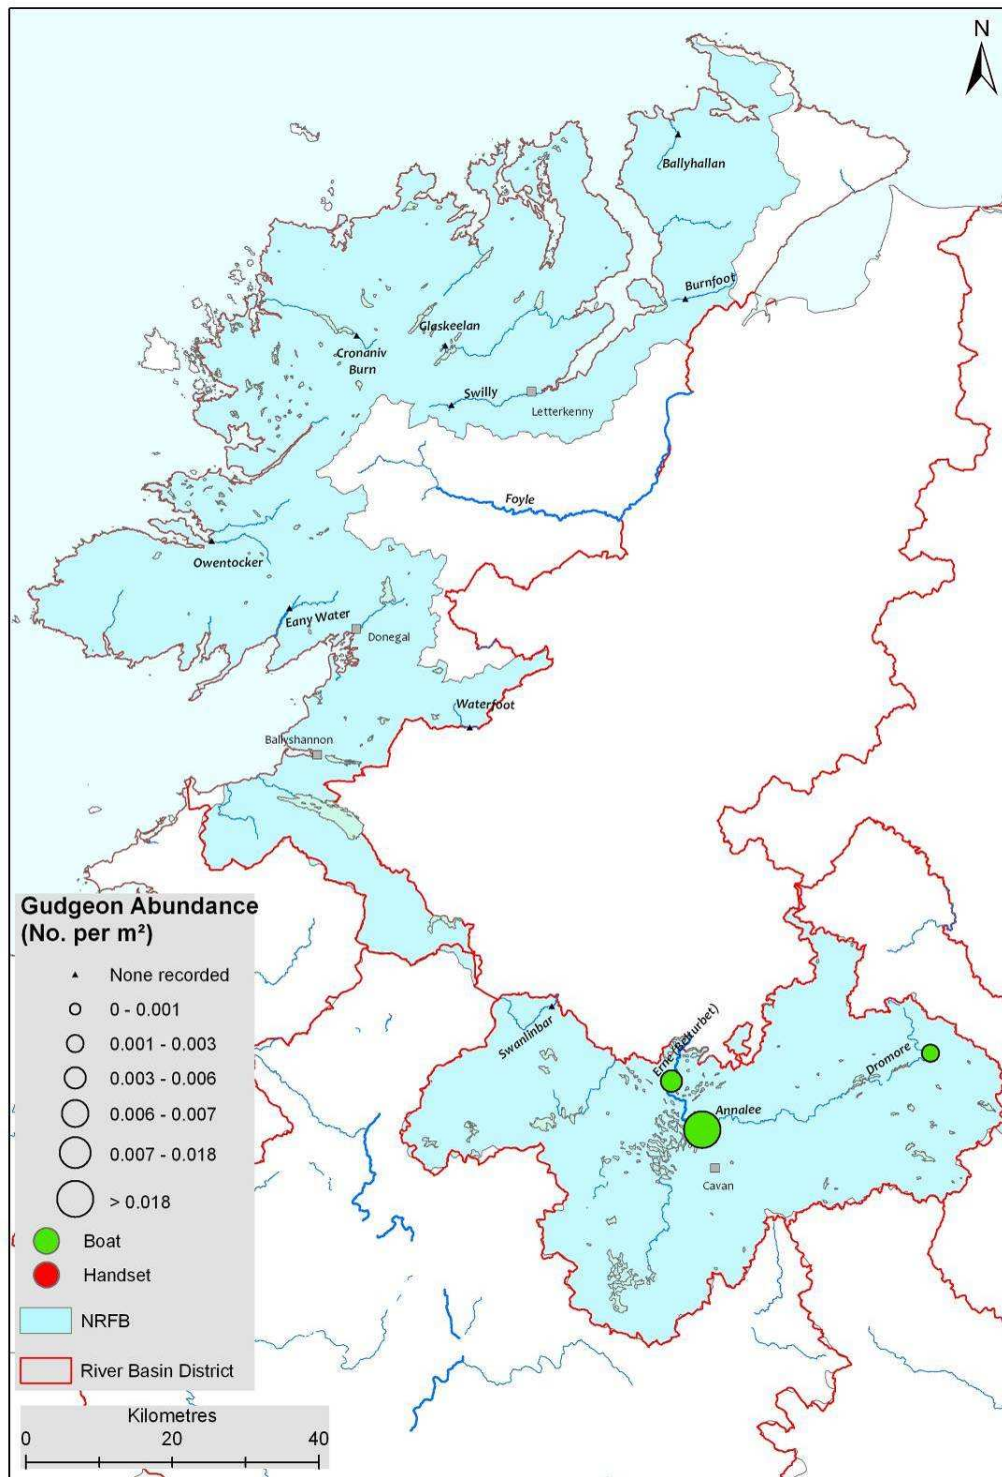 N
Ballyhallan
Burnfoot
Glaskeelan
Cronaniv
Burn
Swilly
Letterkenny
Foyle
Owentocker
Eany Water
Donegal
Waterfoot
Ballyshannon
Gudgeon Abundance
(No. per m²)
None recorded
0 - 0.001
0.001 - 0.003
0.003 - 0.006
0.006 - 0.007
0.007 - 0.018
> 0.018
Boat
Handset
NRFB
River Basin District
Kilometres
0 20 40
Swanlinbar
Erne (Belturbet)
Dromore
Annalee
Cavan